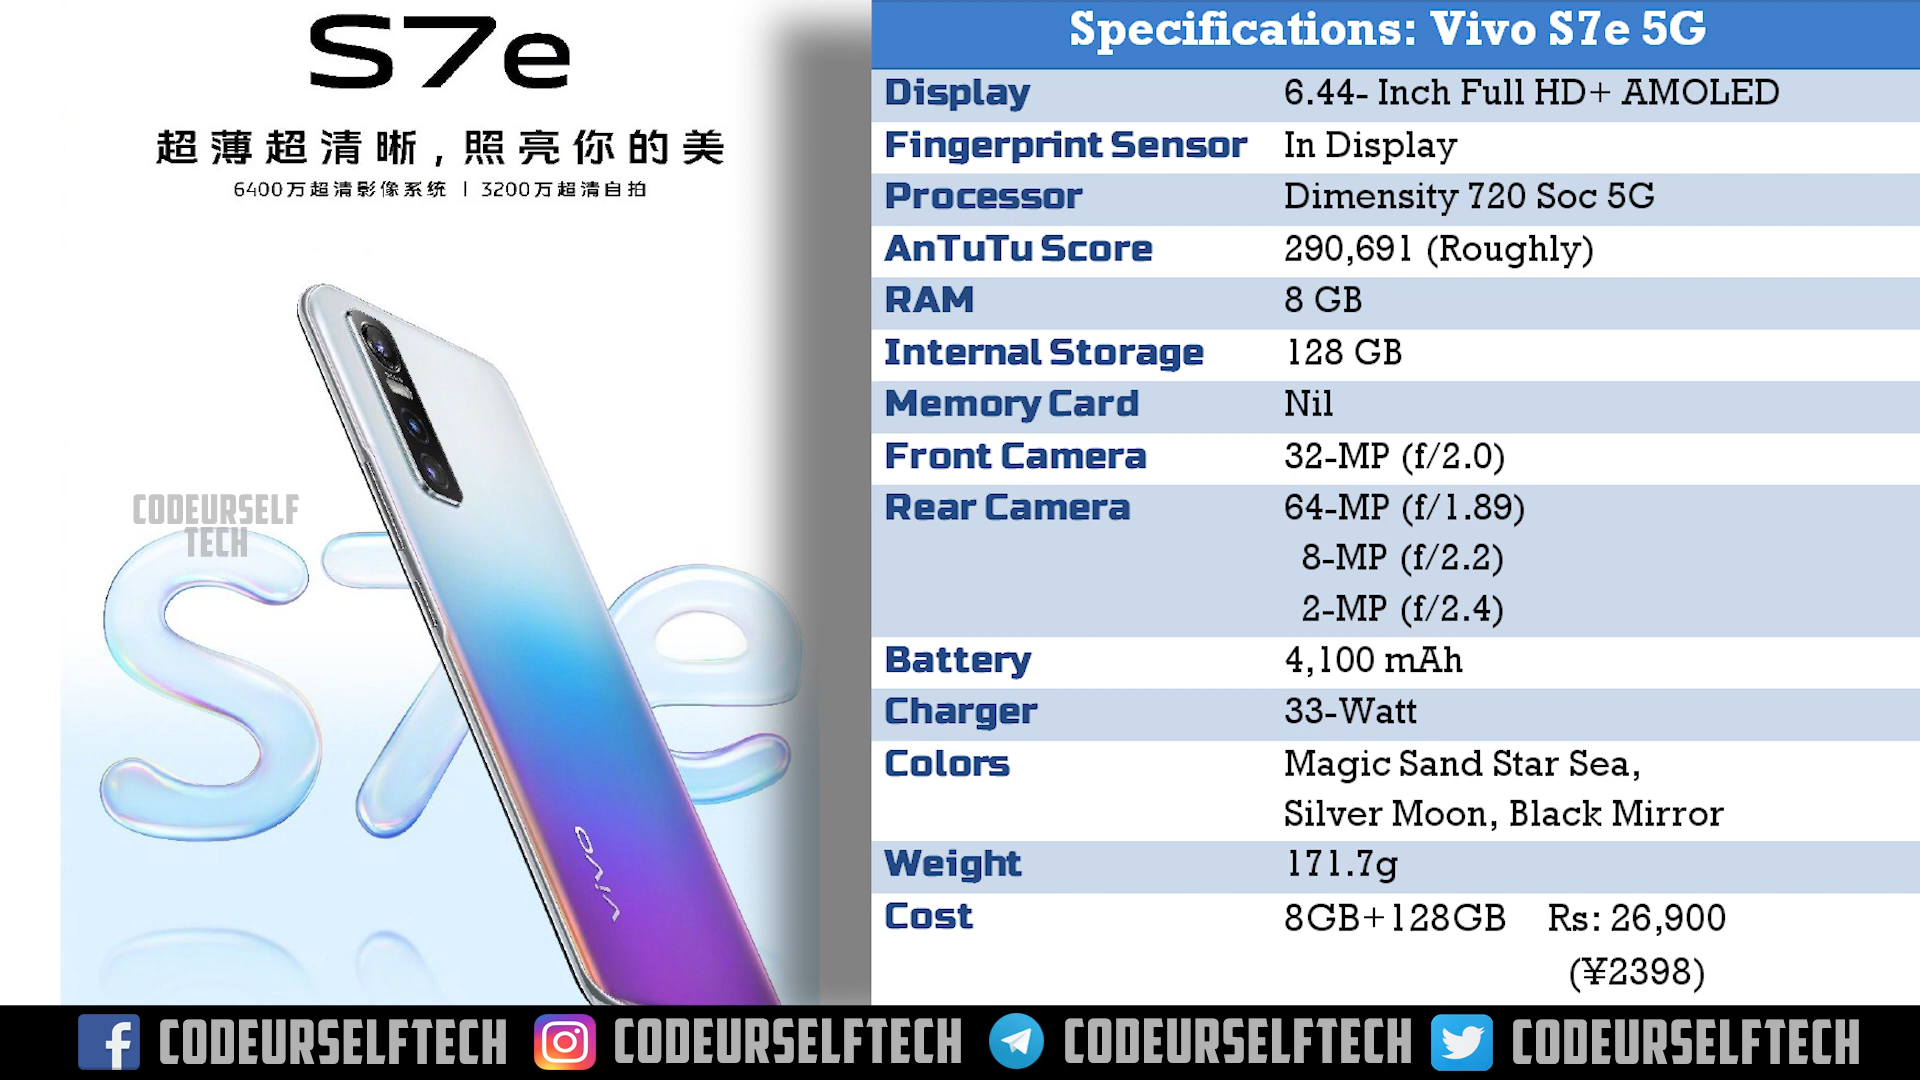 S7e
超薄超清晰，照亮你的美
6400万超清影像系统 | 3200万超清自拍
CODEURSELF
TECH
vivo
Specifications: Vivo S7e 5G
Display 6.44- Inch Full HD+ AMOLED
Fingerprint Sensor In Display
Processor Dimensity 720 Soc 5G
AnTuTu Score 290,691 (Roughly)
RAM 8 GB
Internal Storage 128 GB
Memory Card Nil
Front Camera 32-MP (f/2.0)
Rear Camera 64-MP (f/1.89)
8-MP (f/2.2)
2-MP (f/2.4)
Battery 4,100 mAh
Charger 33-Watt
Colors Magic Sand Star Sea,
Silver Moon, Black Mirror
Weight 171.7g
Cost 8GB+128GB Rs: 26,900
(¥2398)
CODEURSELFTECH CODEURSELFTECH CODEURSELFTECH CODEURSELFTECH